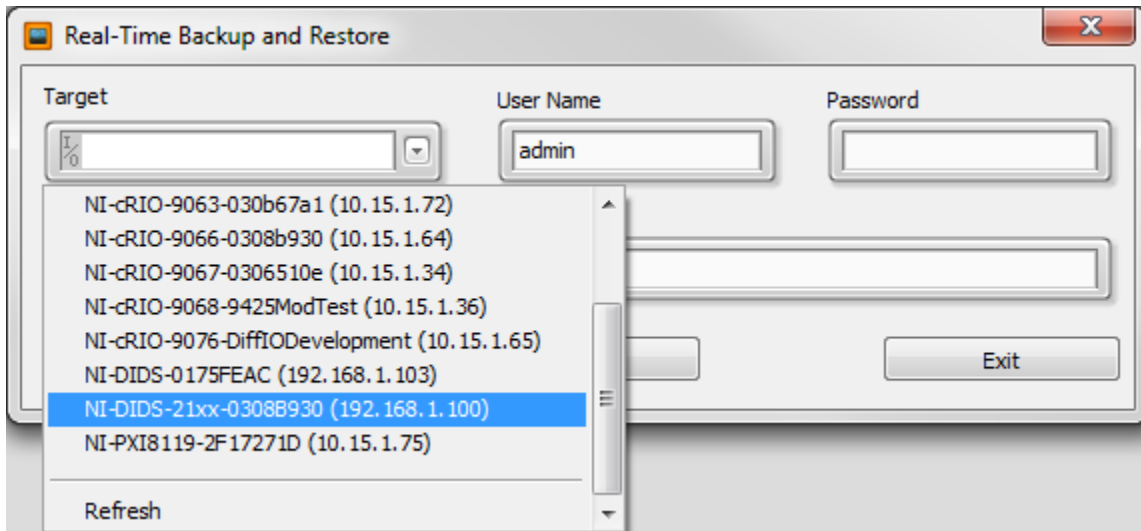 Real-Time Backup and Restore
Target
User Name
Password
I/O
admin
NI-cRIO-9063-030b67a1 (10.15.1.72)
NI-cRIO-9066-0308b930 (10.15.1.64)
NI-cRIO-9067-0306510e (10.15.1.34)
NI-cRIO-9068-9425ModTest (10.15.1.36)
NI-cRIO-9076-DiffIODevelopment (10.15.1.65)
NI-DIDS-0175FEAC (192.168.1.103)
Exit
NI-DIDS-21xx-0308B930 (192.168.1.100)
NI-PXI8119-2F17271D (10.15.1.75)
Refresh